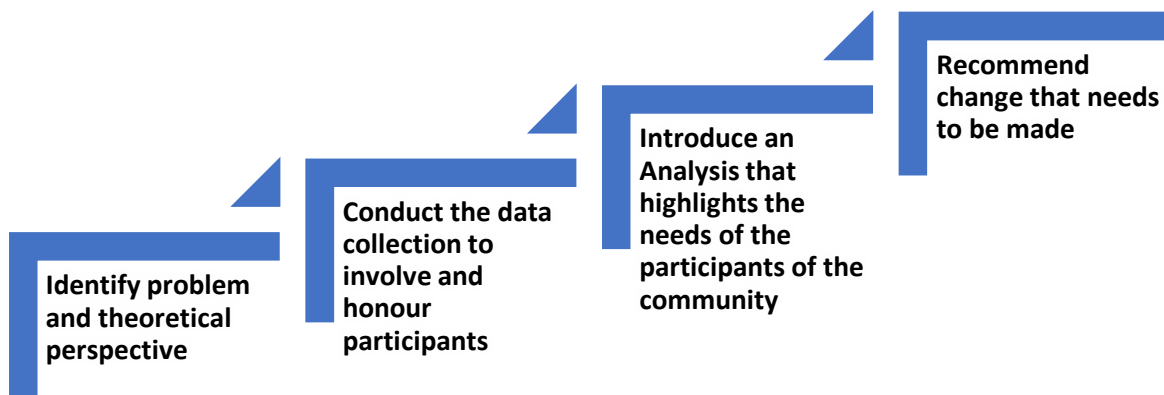 Identify problem
and theoretical
perspective
Conduct the data
collection to
involve and
honour
participants
Introduce an
Analysis that
highlights the
needs of the
participants of the
community
Recommend
change that needs
to be made